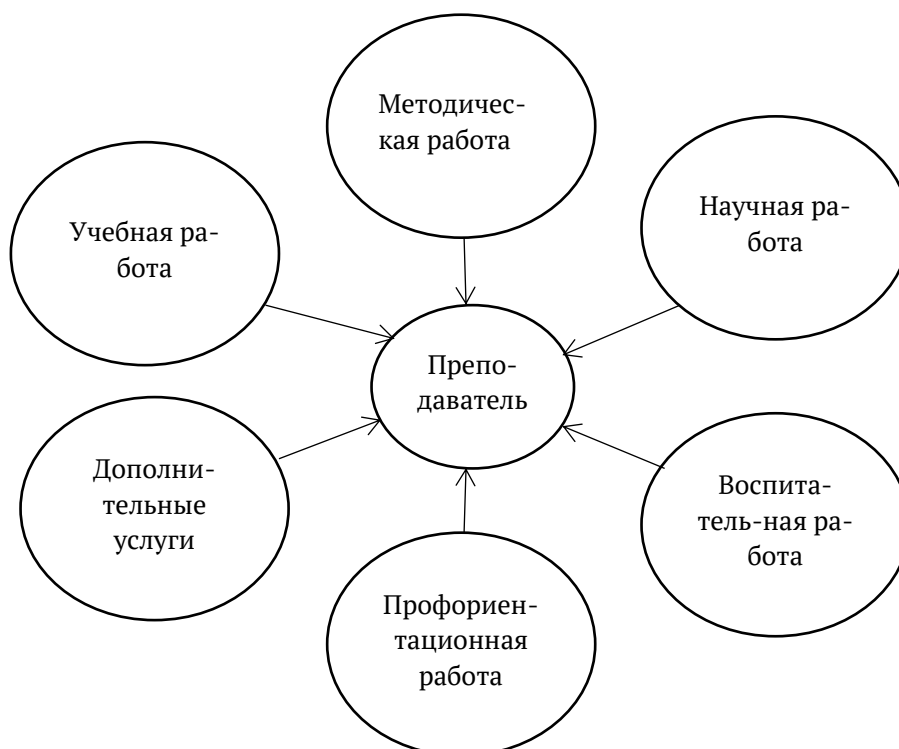 Методичес-
кая работа
Научная ра-
бота
Учебная ра-
бота
Препо-
даватель
Дополни-
тельные
услуги
Воспита-
тель-ная ра-
бота
Профориен-
тационная
работа